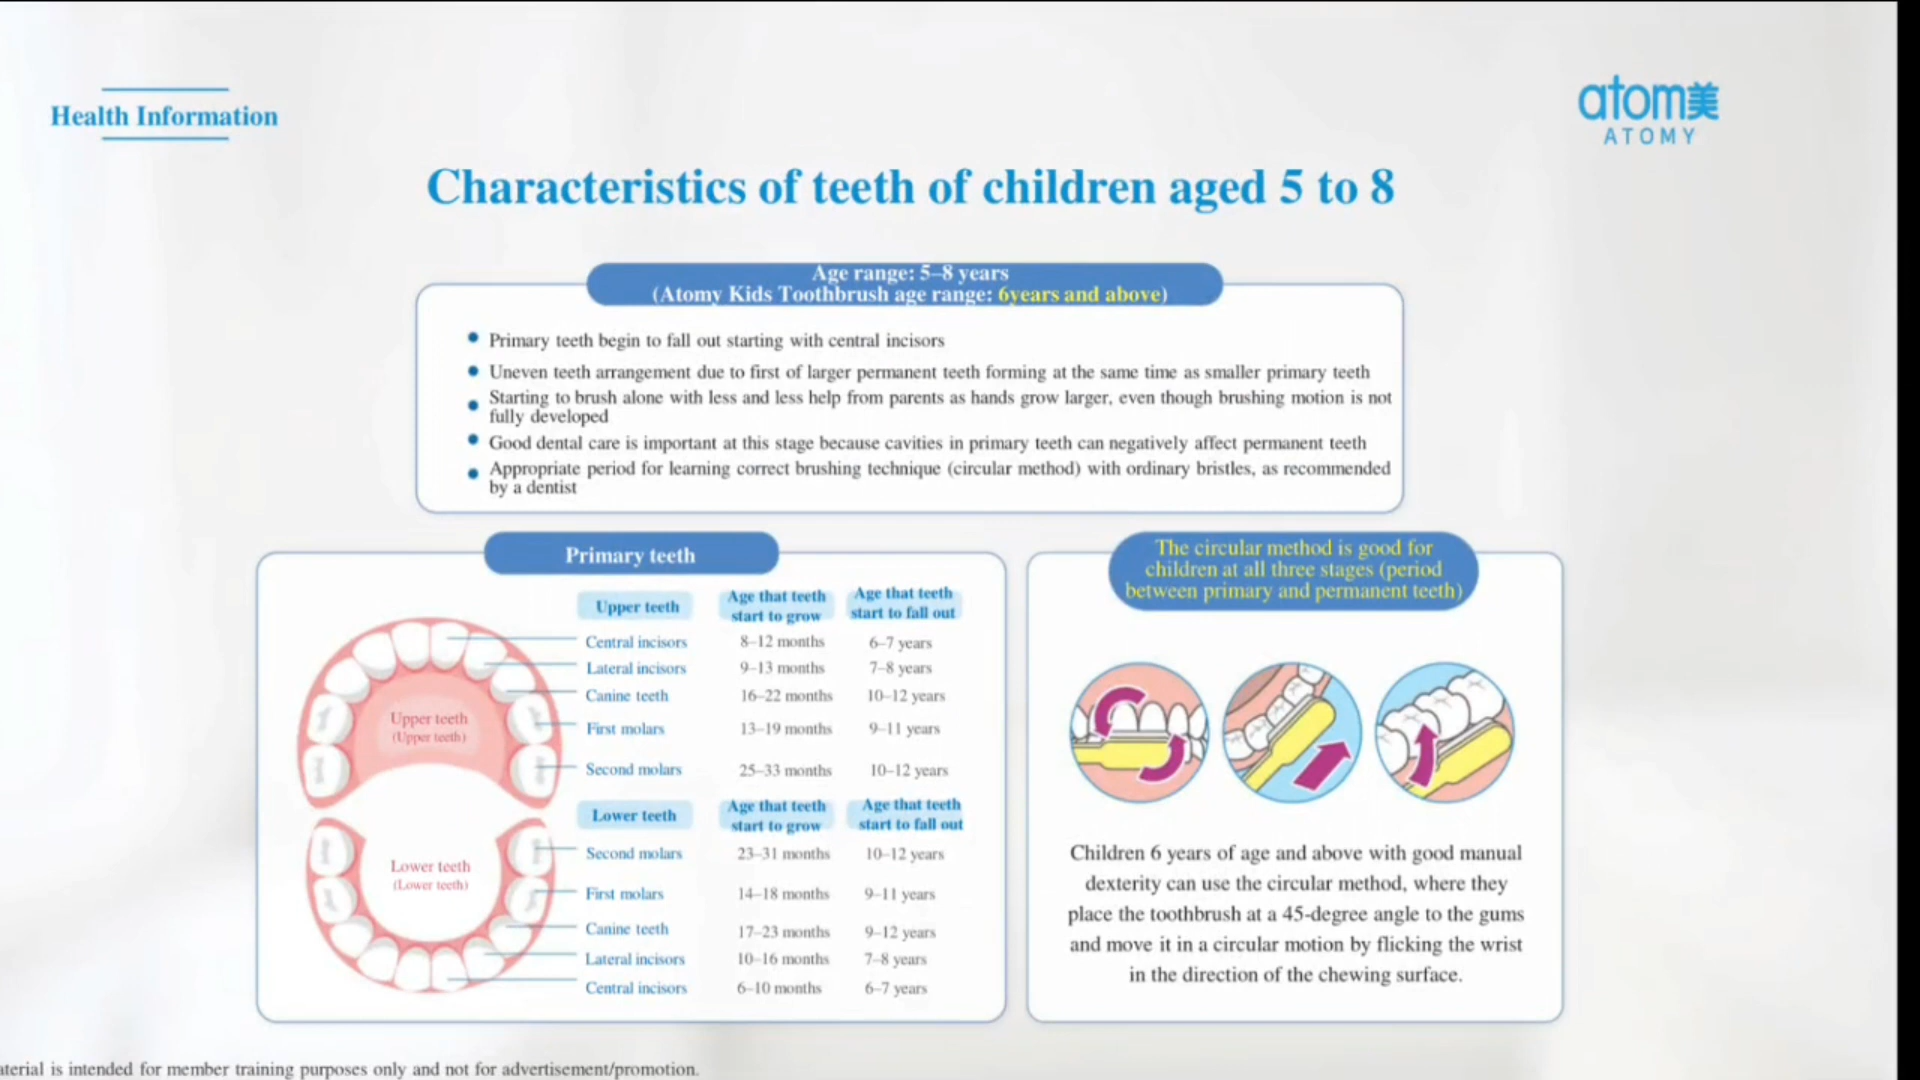 Health Information
atom美
ATOMY
Characteristics of teeth of children aged 5 to 8
Age range: 5–8 years
(Atomy Kids Toothbrush age range: 6years and above)
Primary teeth begin to fall out starting with central incisors
Uneven teeth arrangement due to first of larger permanent teeth forming at the same time as smaller primary teeth
Starting to brush alone with less and less help from parents as hands grow larger, even though brushing motion is not
fully developed
Good dental care is important at this stage because cavities in primary teeth can negatively affect permanent teeth
Appropriate period for learning correct brushing technique (circular method) with ordinary bristles, as recommended
by a dentist
Primary teeth
Upper teeth
(Upper teeth)
Lower teeth
(Lower teeth)
Upper teeth Age that teeth start to grow Age that teeth start to fall out
Central incisors 8–12 months 6–7 years
Lateral incisors 9–13 months 7–8 years
Canine teeth 16–22 months 10–12 years
First molars 13–19 months 9–11 years
Second molars 25–33 months 10–12 years
Lower teeth Age that teeth start to grow Age that teeth start to fall out
Second molars 23–31 months 10–12 years
First molars 14–18 months 9–11 years
Canine teeth 17–23 months 9–12 years
Lateral incisors 10–16 months 7–8 years
Central incisors 6–10 months 6–7 years
The circular method is good for
children at all three stages (period
between primary and permanent teeth)
Children 6 years of age and above with good manual
dexterity can use the circular method, where they
place the toothbrush at a 45-degree angle to the gums
and move it in a circular motion by flicking the wrist
in the direction of the chewing surface.
is intended for member training purposes only and not for advertisement/promotion.